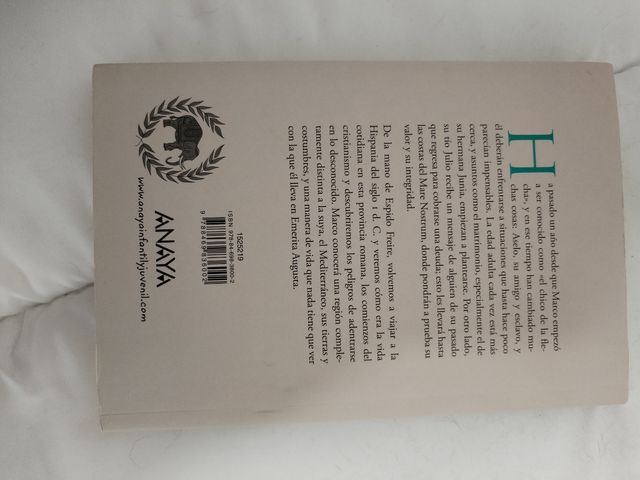 Ha pasado un año desde que Marco empezó
a ser conocido como «el chico de la fle-
cha», y en ese tiempo han cambiado mu-
chas cosas: Aselo, su amigo y esclavo, y
él deberán enfrentarse a situaciones que hasta hace poco
parecían impensables. La edad adulta cada vez está más
cerca, y asuntos como el matrimonio, especialmente el de
su hermana Junia, empiezan a plantearse. Por otro lado,
su tío Julio recibe un mensaje de alguien de su pasado
que regresa para cobrarse una deuda; esto les llevará hasta
las costas del Mare Nostrum, donde pondrán a prueba su
valor y su integridad.
De la mano de Espido Freire, volvemos a viajar a la
Hispania del siglo I d. C. y veremos cómo era la vida
cotidiana en esta provincia romana, los comienzos del
cristianismo y descubriremos los peligros de adentrarse
en lo desconocido. Marco conocerá una región comple-
tamente distinta a la suya, el Mediterráneo, sus tierras y
costumbres, y una manera de vida que nada tiene que ver
con la que él lleva en Emerita Augusta.
1525219
ISBN 978-84-698-3600-2
9 788469 836002
ANAYA
www.anayainfantilyjuvenil.com